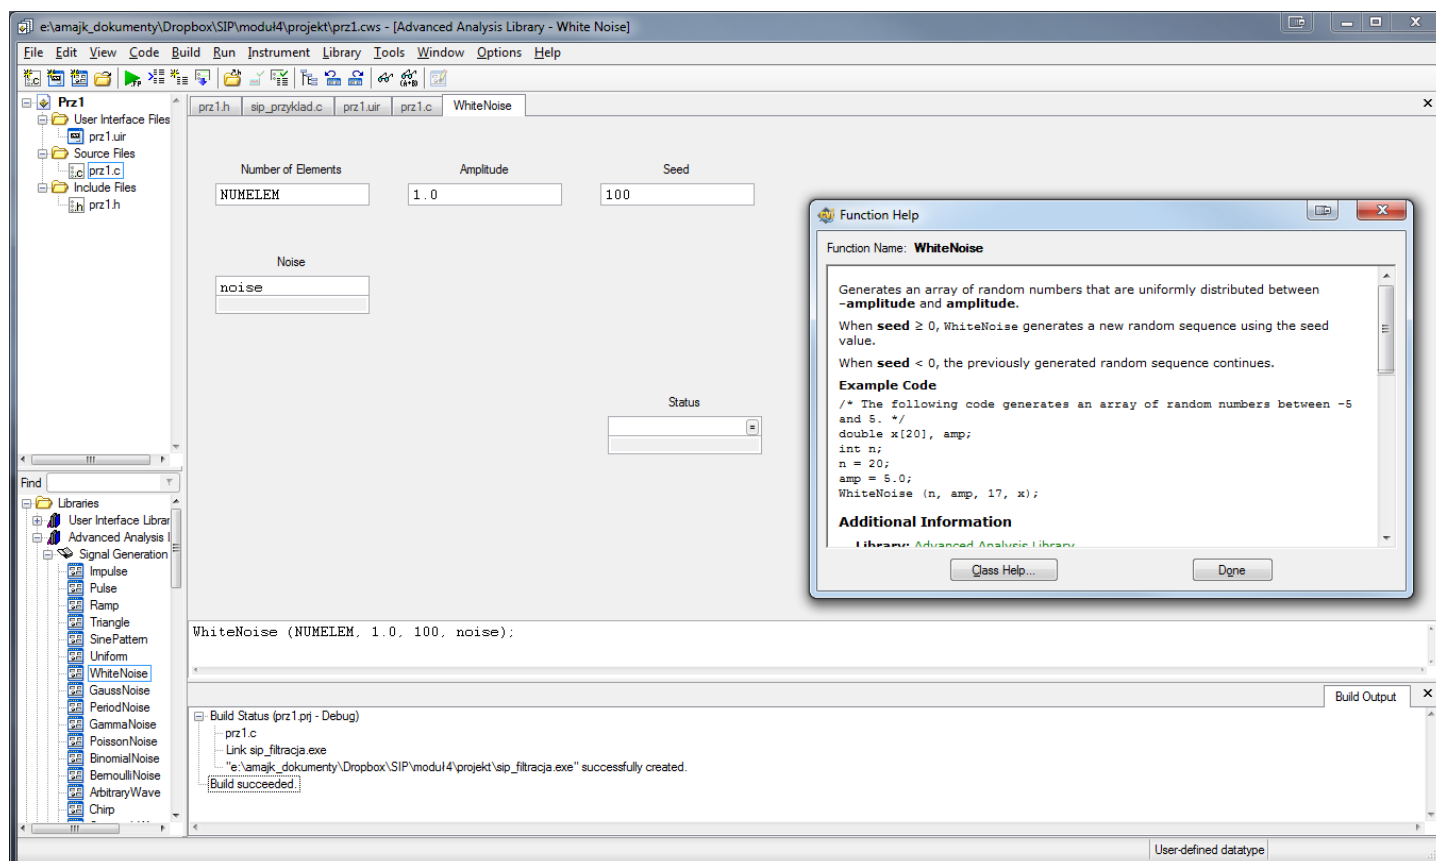 e:\amajk_dokumenty\Dropbox\SIP\moduł4\projekt\prz1.cws - [Advanced Analysis Library - White Noise]
File Edit View Code Build Run Instrument Library Tools Window Options Help
Prz1
User Interface Files
prz1.uir
Source Files
prz1.c
Include Files
prz1.h
prz1.h sip_przyklad.c prz1.uir prz1.c WhiteNoise
Number of Elements Amplitude Seed
NUMELEM 1.0 100
Noise
noise
Status
Function Help
Function Name: WhiteNoise
Generates an array of random numbers that are uniformly distributed between
-amplitude and amplitude.
When seed ≥ 0, WhiteNoise generates a new random sequence using the seed
value.
When seed < 0, the previously generated random sequence continues.
Example Code
/* The following code generates an array of random numbers between -5
and 5. */
double x[20], amp;
int n;
n = 20;
amp = 5.0;
WhiteNoise (n, amp, 17, x);
Additional Information
Library: Advanced Analysis Library
Class Help... Done
Find
Libraries
User Interface Librar
Advanced Analysis l
Signal Generation
Impulse
Pulse
Ramp
Triangle
SinePattern
Uniform
WhiteNoise
GaussNoise
PeriodNoise
GammaNoise
PoissonNoise
BinomialNoise
BernoulliNoise
ArbitraryWave
Chirp
WhiteNoise (NUMELEM, 1.0, 100, noise);
Build Output
Build Status (prz1.prj - Debug)
prz1.c
Link sip_filtracja.exe
"e:\amajk_dokumenty\Dropbox\SIP\moduł4\projekt\sip_filtracja.exe" successfully created.
Build succeeded.
User-defined datatype